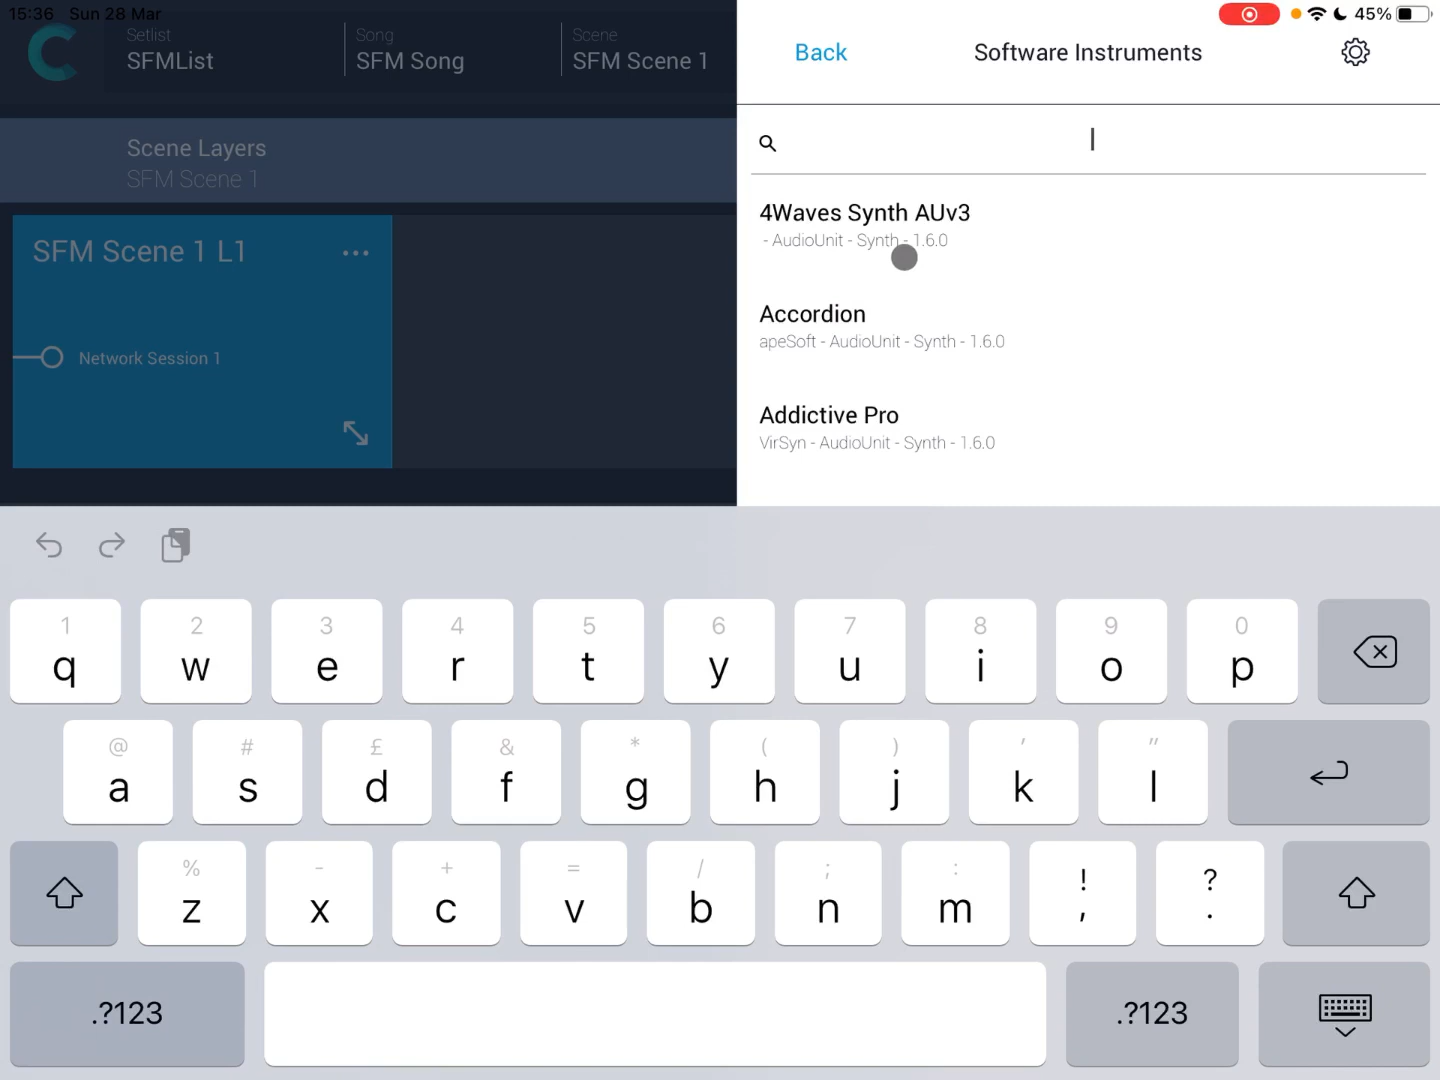 15:36 Sun 28 Mar
45%
Setlist
SFMList
Song
SFM Song
Scene
SFM Scene 1
Back
Software Instruments
Scene Layers
SFM Scene 1
SFM Scene 1 L1
Network Session 1
4Waves Synth AUv3
- AudioUnit - Synth - 1.6.0
Accordion
apeSoft - AudioUnit - Synth - 1.6.0
Addictive Pro
VirSyn - AudioUnit - Synth - 1.6.0
1 2 3 4 5 6 7 8 9 0
q w e r t y u i o p
@ # £ & * ( ) ' "
a s d f g h j k l
% - + = / ; : ! ?
z x c v b n m , .
.?123 .?123